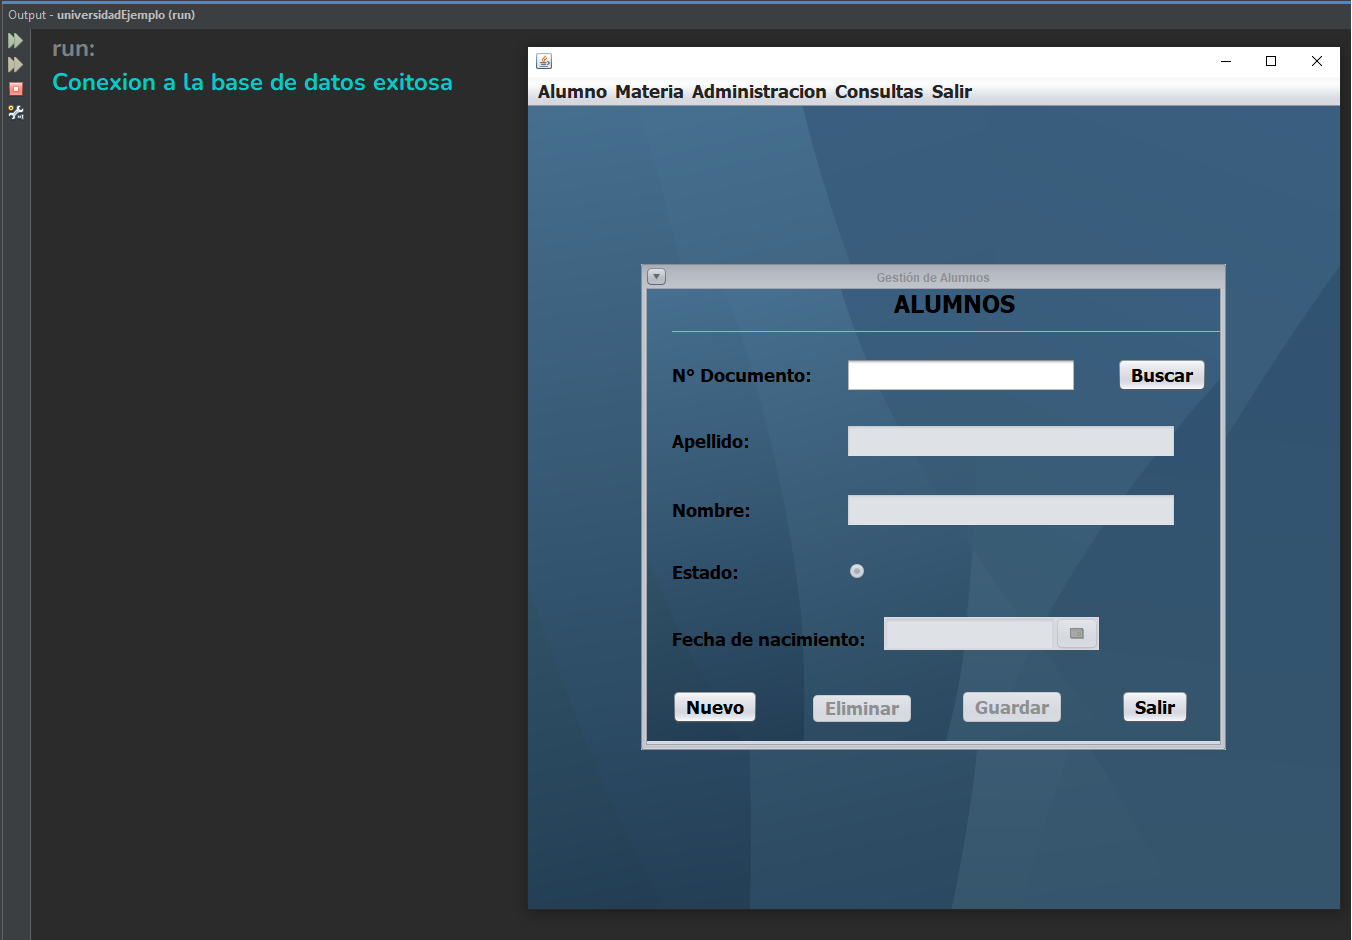 Output - universidadEjemplo (run)
run:
Conexion a la base de datos exitosa
Alumno Materia Administracion Consultas Salir
Gestión de Alumnos
ALUMNOS
N° Documento:
Buscar
Apellido:
Nombre:
Estado:
Fecha de nacimiento:
Nuevo Eliminar Guardar Salir